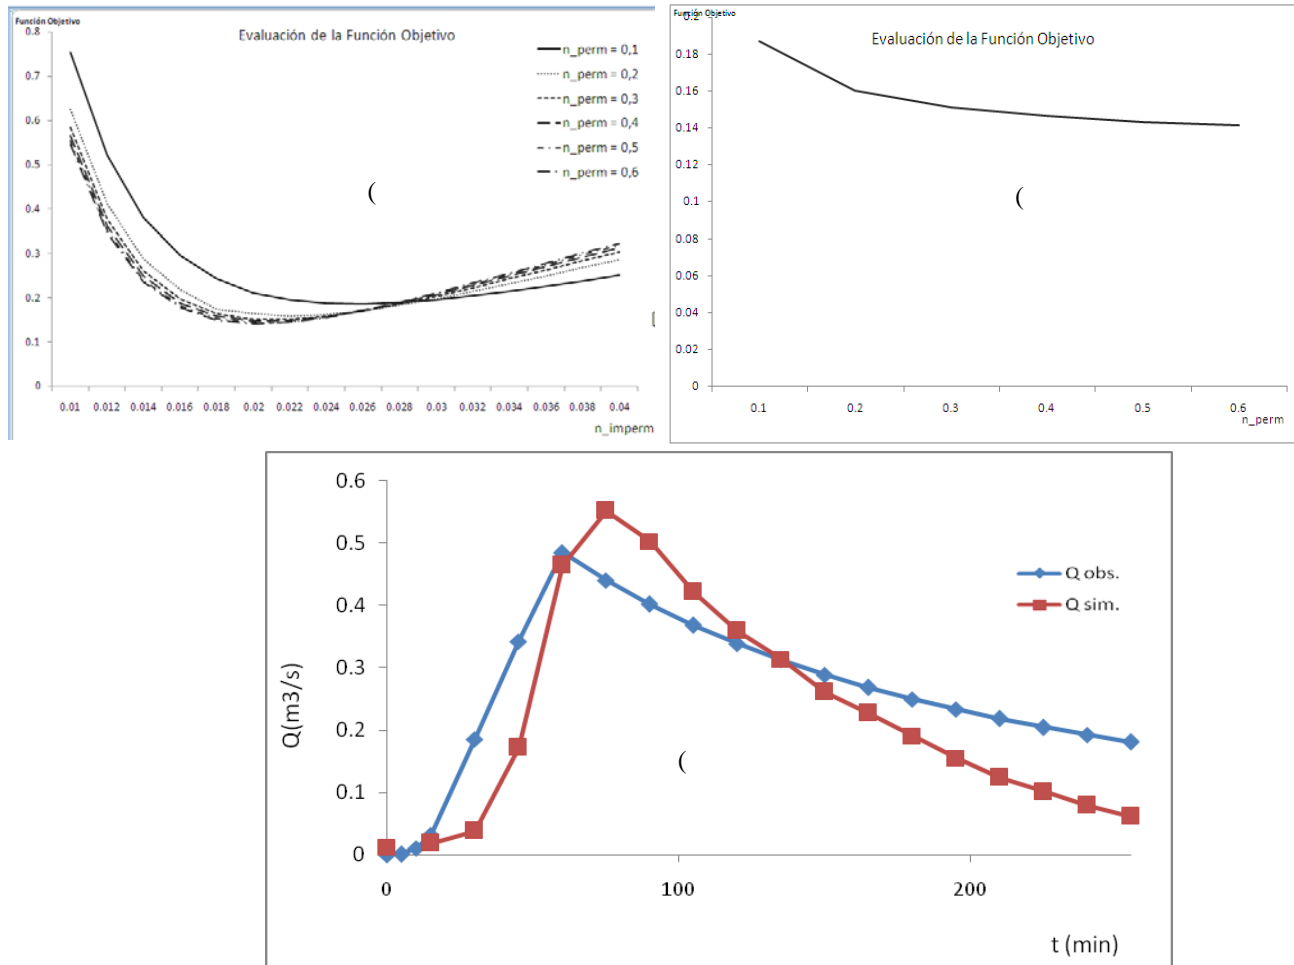 Función Objetivo
Evaluación de la Función Objetivo
0.8
0.7
0.6
0.5
0.4
0.3
0.2
0.1
0
n_perm = 0,1
n_perm = 0,2
n_perm = 0,3
n_perm = 0,4
n_perm = 0,5
n_perm = 0,6
(
0.01 0.012 0.014 0.016 0.018 0.02 0.022 0.024 0.026 0.028 0.03 0.032 0.034 0.036 0.038 0.04
n_imperm
Función Objetivo
Evaluación de la Función Objetivo
0.2
0.18
0.16
0.14
0.12
0.1
0.08
0.06
0.04
0.02
0
(
0.1 0.2 0.3 0.4 0.5 0.6
n_perm
0.6
0.5
0.4
0.3
0.2
0.1
0
Q(m3/s)
Q obs.
Q sim.
(
0 100 200
t (min)